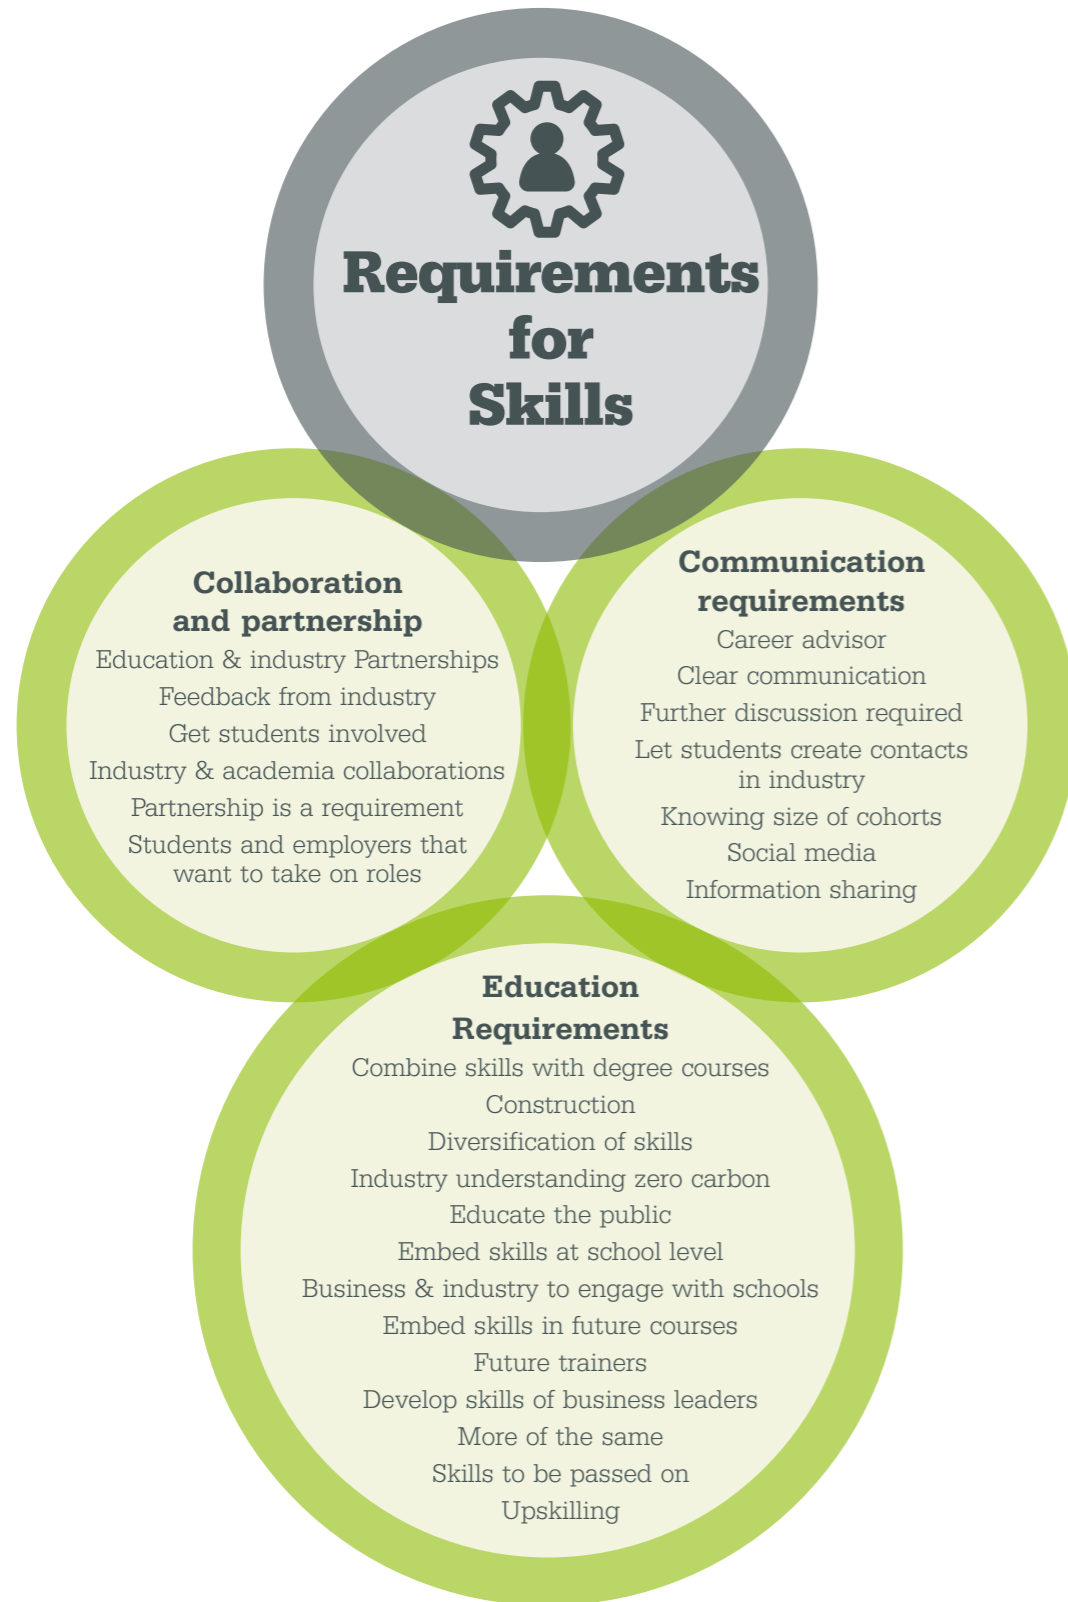 Requirements
for
Skills
Collaboration
and partnership
Education & industry Partnerships
Feedback from industry
Get students involved
Industry & academia collaborations
Partnership is a requirement
Students and employers that
want to take on roles
Communication
requirements
Career advisor
Clear communication
Further discussion required
Let students create contacts
in industry
Knowing size of cohorts
Social media
Information sharing
Education
Requirements
Combine skills with degree courses
Construction
Diversification of skills
Industry understanding zero carbon
Educate the public
Embed skills at school level
Business & industry to engage with schools
Embed skills in future courses
Future trainers
Develop skills of business leaders
More of the same
Skills to be passed on
Upskilling